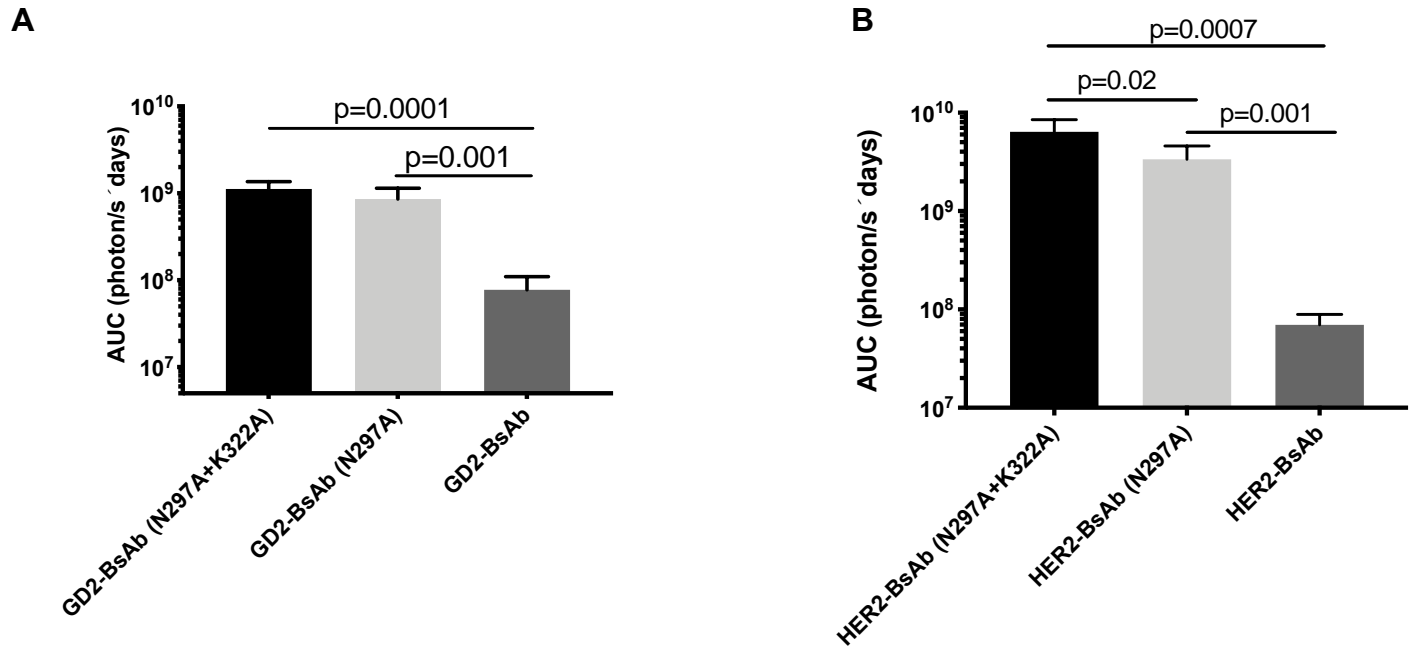 A
p=0.0001
p=0.001
10^10
10^9
10^8
10^7
AUC (photon/s ´days)
GD2-BsAb (N297A+K322A)
GD2-BsAb (N297A)
GD2-BsAb
B
p=0.0007
p=0.02
p=0.001
10^10
10^9
10^8
10^7
AUC (photon/s ´days)
HER2-BsAb (N297A+K322A)
HER2-BsAb (N297A)
HER2-BsAb